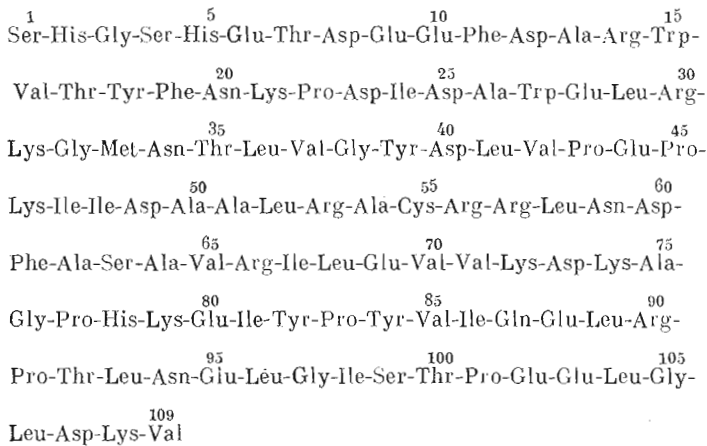 1 5 10 15
Ser-His-Gly-Ser-His-Glu-Thr-Asp-Glu-Glu-Phe-Asp-Ala-Arg-Trp-
20 25 30
Val-Thr-Tyr-Phe-Asn-Lys-Pro-Asp-Ile-Asp-Ala-Trp-Glu-Leu-Arg-
35 40 45
Lys-Gly-Met-Asn-Thr-Leu-Val-Gly-Tyr-Asp-Leu-Val-Pro-Glu-Pro-
50 55 60
Lys-Ile-Ile-Asp-Ala-Ala-Leu-Arg-Ala-Cys-Arg-Arg-Leu-Asn-Asp-
65 70 75
Phe-Ala-Ser-Ala-Val-Arg-Ile-Leu-Glu-Val-Val-Lys-Asp-Lys-Ala-
80 85 90
Gly-Pro-His-Lys-Glu-Ile-Tyr-Pro-Tyr-Val-Ile-Gln-Glu-Leu-Arg-
95 100 105
Pro-Thr-Leu-Asn-Glu-Leu-Gly-Ile-Ser-Thr-Pro-Glu-Glu-Leu-Gly-
109
Leu-Asp-Lys-Val